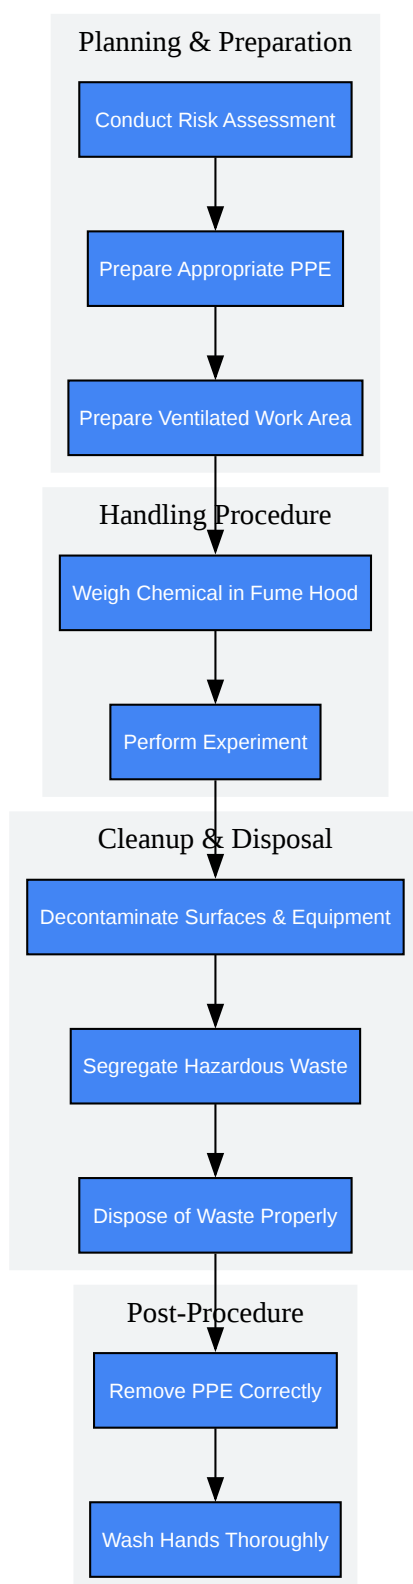 Planning & Preparation
Conduct Risk Assessment
Prepare Appropriate PPE
Prepare Ventilated Work Area
Handling Procedure
Weigh Chemical in Fume Hood
Perform Experiment
Cleanup & Disposal
Decontaminate Surfaces & Equipment
Segregate Hazardous Waste
Dispose of Waste Properly
Post-Procedure
Remove PPE Correctly
Wash Hands Thoroughly